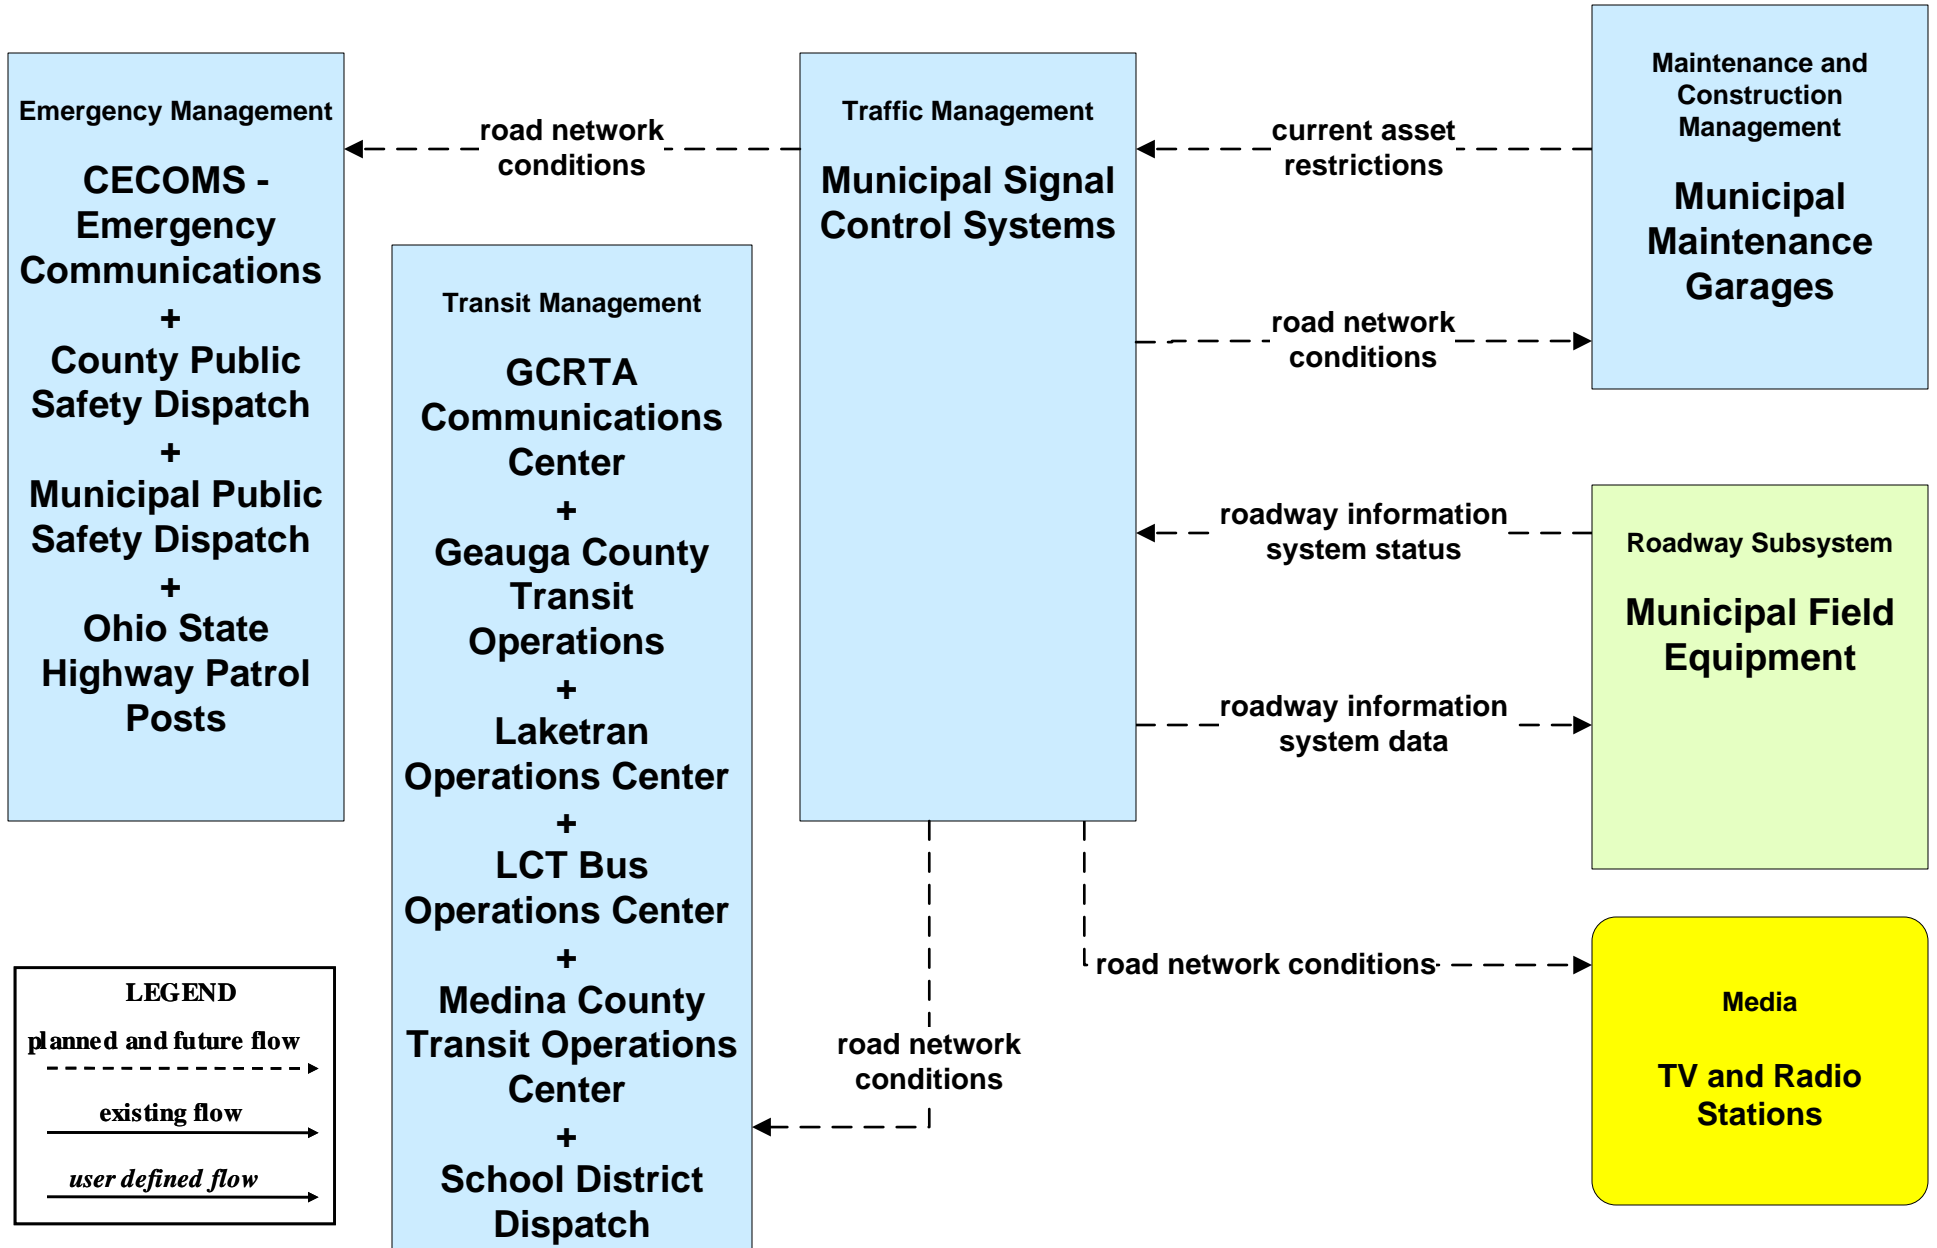 Emergency Management
CECOMS -
Emergency
Communications
+
County Public
Safety Dispatch
+
Municipal Public
Safety Dispatch
+
Ohio State
Highway Patrol
Posts
road network
conditions
Transit Management
GCRTA
Communications
Center
+
Geauga County
Transit
Operations
+
Laketran
Operations Center
+
LCT Bus
Operations Center
+
Medina County
Transit Operations
Center
+
School District
Dispatch
Traffic Management
Municipal Signal
Control Systems
current asset
restrictions
road network
conditions
roadway information
system status
roadway information
system data
road network conditions
road network
conditions
Maintenance and
Construction
Management
Municipal
Maintenance
Garages
Roadway Subsystem
Municipal Field
Equipment
Media
TV and Radio
Stations
LEGEND
planned and future flow
existing flow
user defined flow